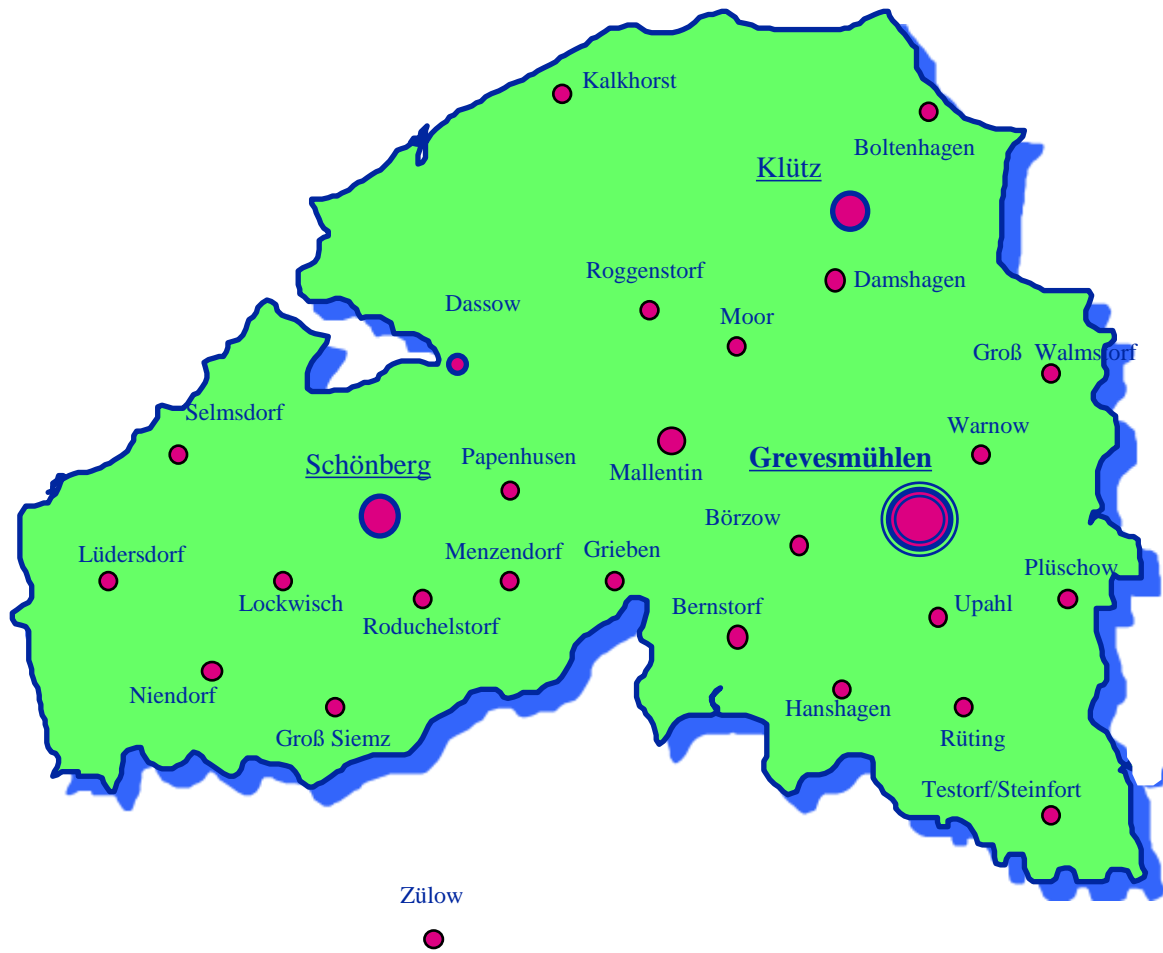 Kalkhorst
Boltenhagen
Klütz
Roggenstorf
Damshagen
Dassow
Moor
Groß Walmstorf
Selmsdorf
Warnow
Schönberg
Papenhusen
Mallentin
Grevesmühlen
Börzow
Lüdersdorf
Menzendorf
Grieben
Plüschow
Lockwisch
Roduchelstorf
Bernstorf
Upahl
Niendorf
Hanshagen
Groß Siemz
Rüting
Testorf/Steinfort
Zülow